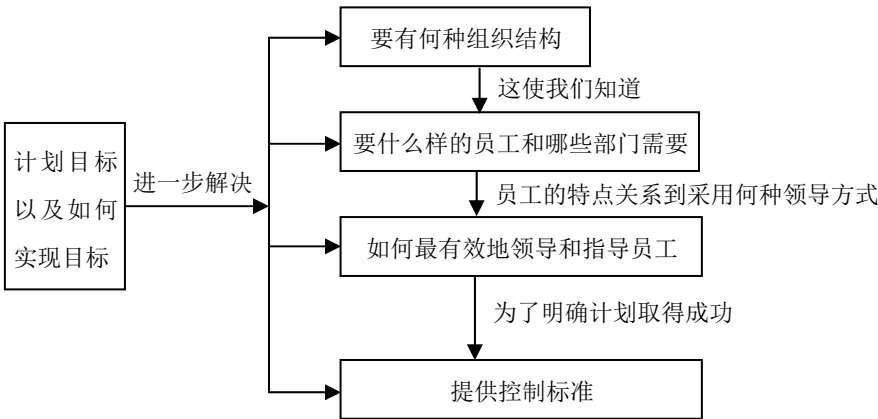 要有何种组织结构
这使我们知道
要什么样的员工和哪些部门需要
计划目标
以及如何
实现目标
进一步解决
员工的特点关系到采用何种领导方式
如何最有效地领导和指导员工
为了明确计划取得成功
提供控制标准